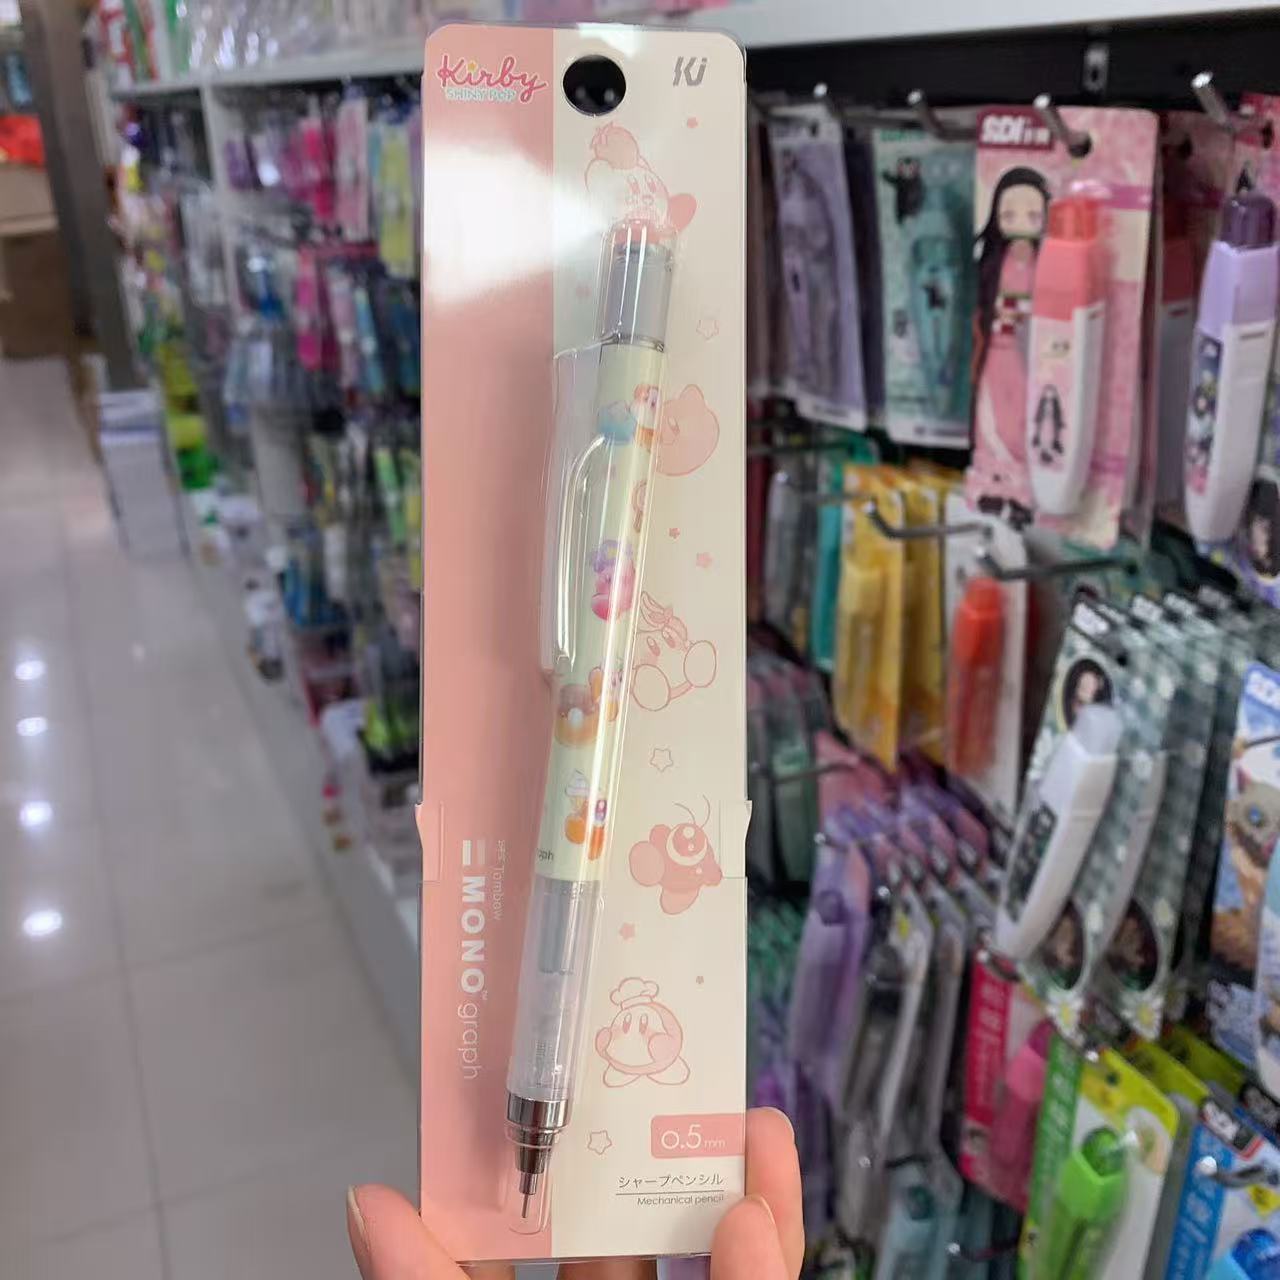 Kirby
SHINY POP
Ki
Tombow
MONO graph
0.5mm
シャープペンシル
Mechanical pencil
SDI